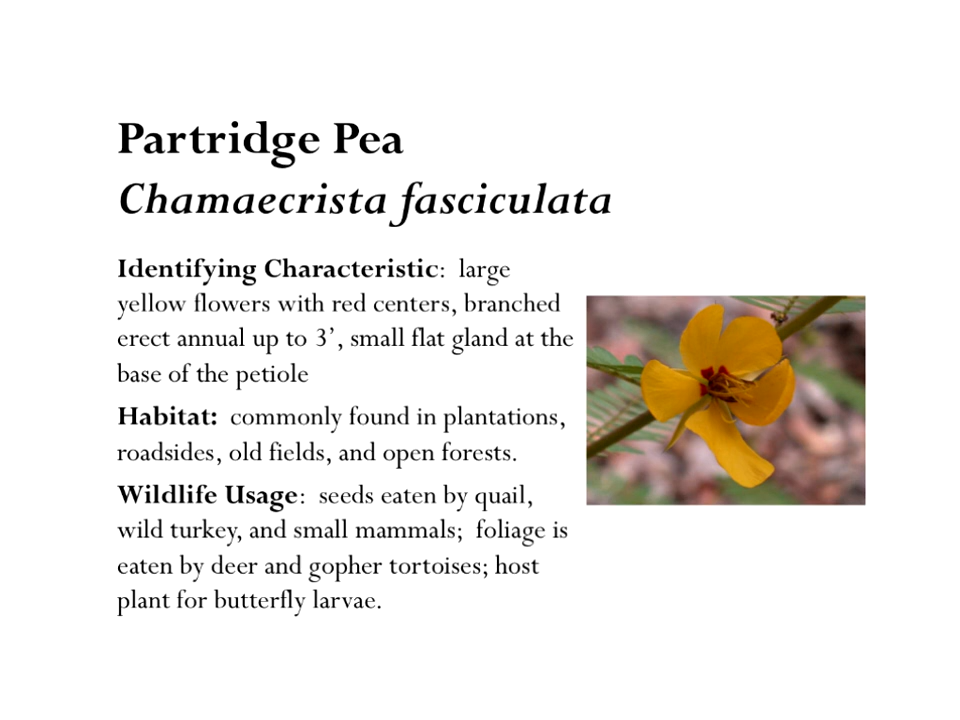 Partridge Pea
Chamaecrista fasciculata
Identifying Characteristic:  large
yellow flowers with red centers, branched
erect annual up to 3’, small flat gland at the
base of the petiole
Habitat:  commonly found in plantations,
roadsides, old fields, and open forests.
Wildlife Usage:  seeds eaten by quail,
wild turkey, and small mammals;  foliage is
eaten by deer and gopher tortoises; host
plant for butterfly larvae.